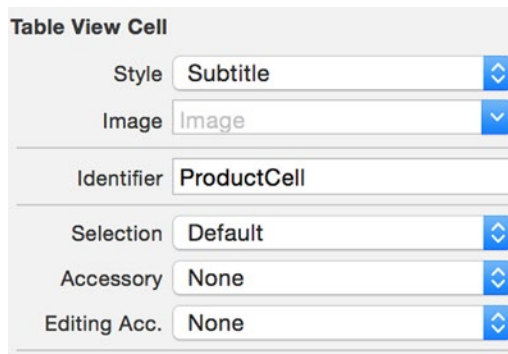 Table View Cell
Style Subtitle
Image Image
Identifier ProductCell
Selection Default
Accessory None
Editing Acc. None